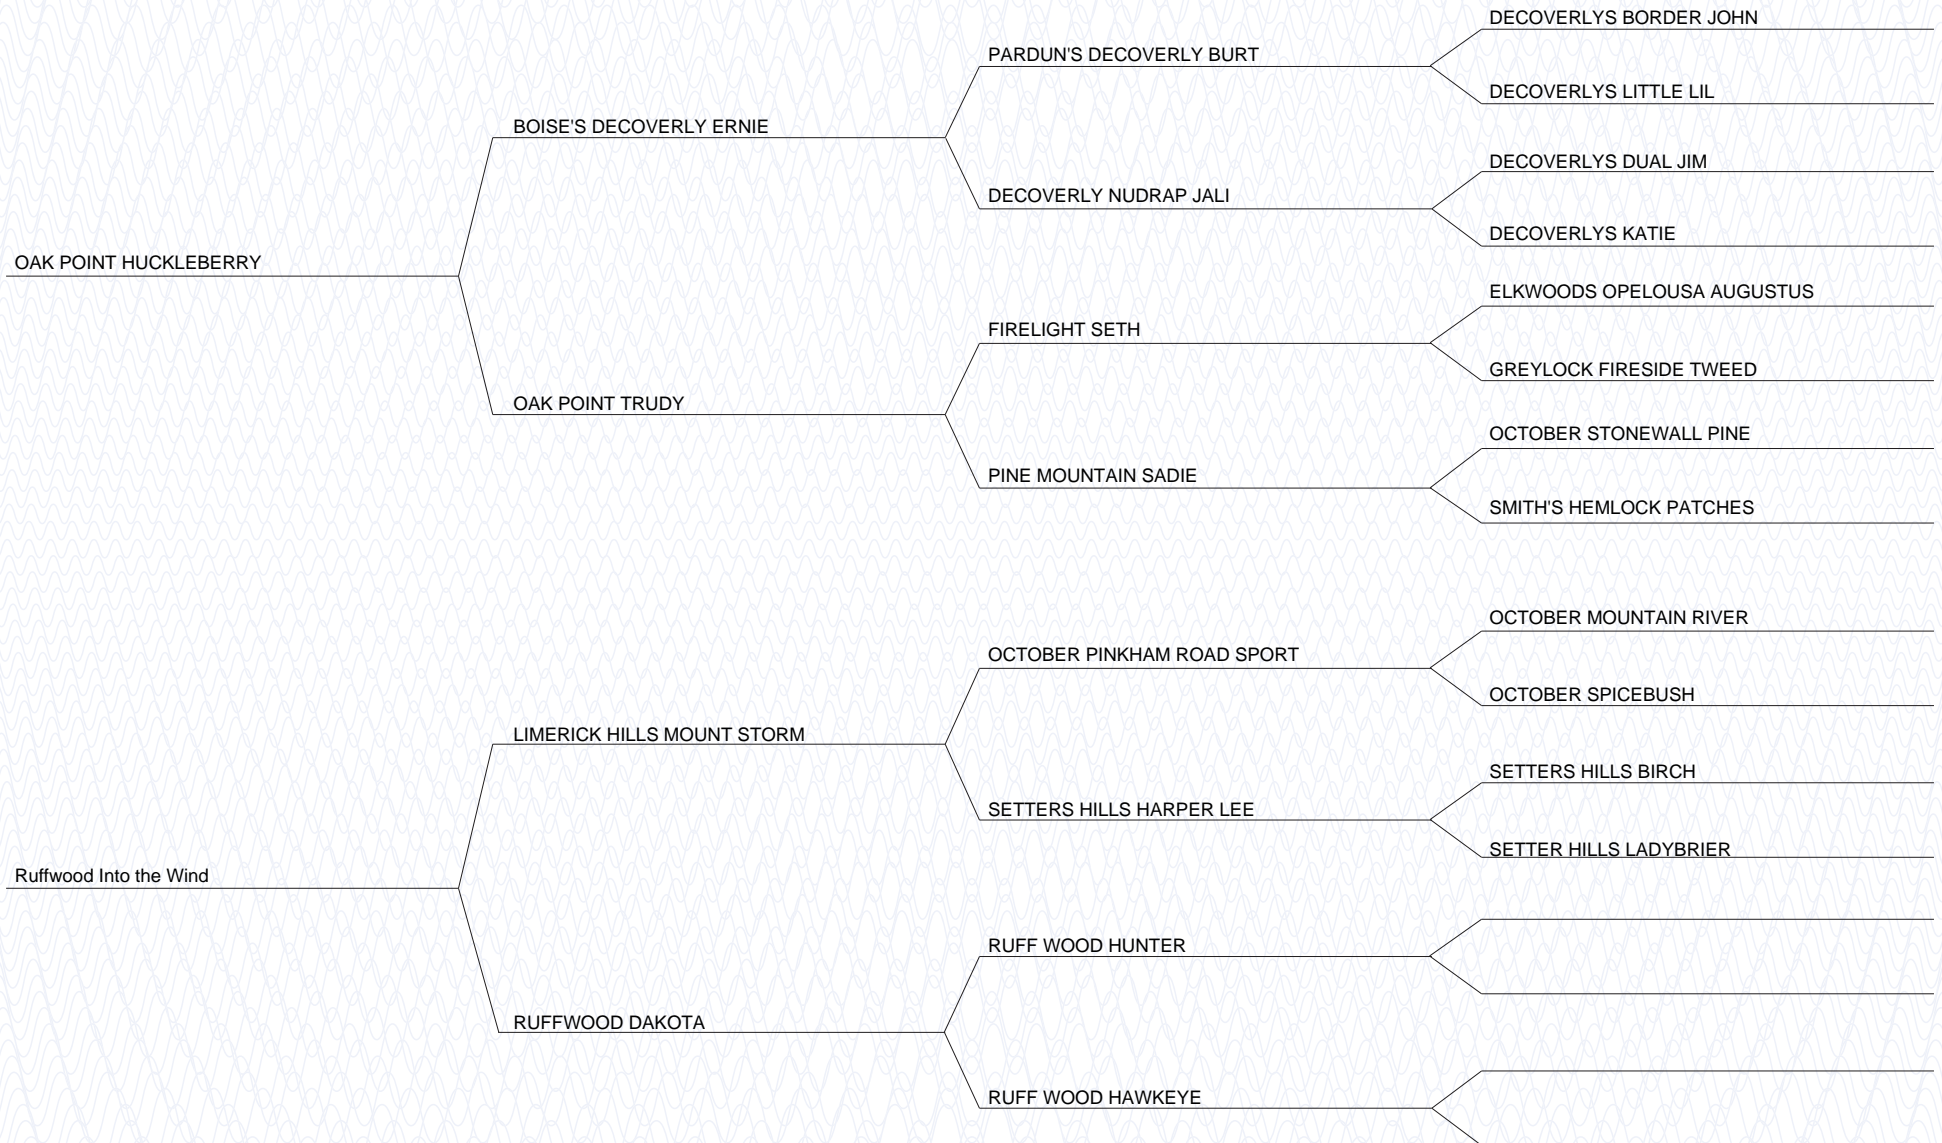 DECOVERLYS BORDER JOHN
PARDUN'S DECOVERLY BURT
DECOVERLYS LITTLE LIL
BOISE'S DECOVERLY ERNIE
DECOVERLYS DUAL JIM
DECOVERLY NUDRAP JALI
DECOVERLYS KATIE
OAK POINT HUCKLEBERRY
ELKWOODS OPELOUSA AUGUSTUS
FIRELIGHT SETH
GREYLOCK FIRESIDE TWEED
OAK POINT TRUDY
OCTOBER STONEWALL PINE
PINE MOUNTAIN SADIE
SMITH'S HEMLOCK PATCHES
OCTOBER MOUNTAIN RIVER
OCTOBER PINKHAM ROAD SPORT
OCTOBER SPICEBUSH
LIMERICK HILLS MOUNT STORM
SETTERS HILLS BIRCH
SETTERS HILLS HARPER LEE
SETTER HILLS LADYBRIER
Ruffwood Into the Wind
RUFF WOOD HUNTER
RUFFWOOD DAKOTA
RUFF WOOD HAWKEYE